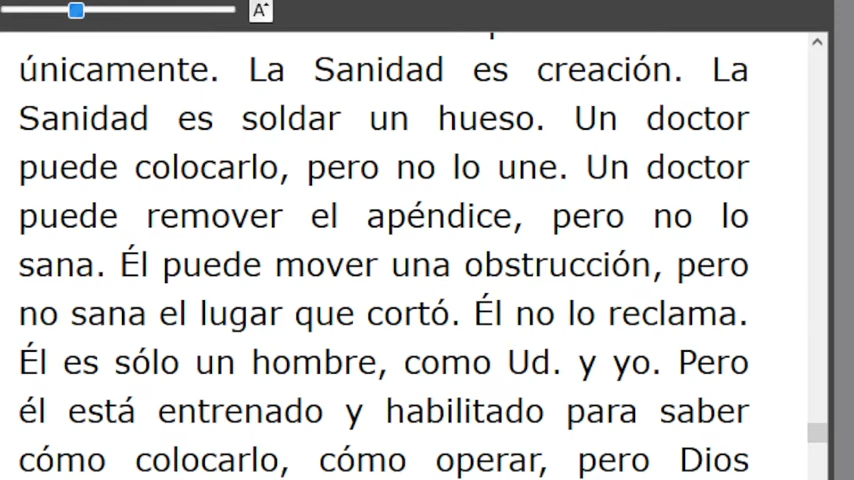 A
únicamente. La Sanidad es creación. La
Sanidad es soldar un hueso. Un doctor
puede colocarlo, pero no lo une. Un doctor
puede remover el apéndice, pero no lo
sana. Él puede mover una obstrucción, pero
no sana el lugar que cortó. Él no lo reclama.
Él es sólo un hombre, como Ud. y yo. Pero
él está entrenado y habilitado para saber
cómo colocarlo, cómo operar, pero Dios